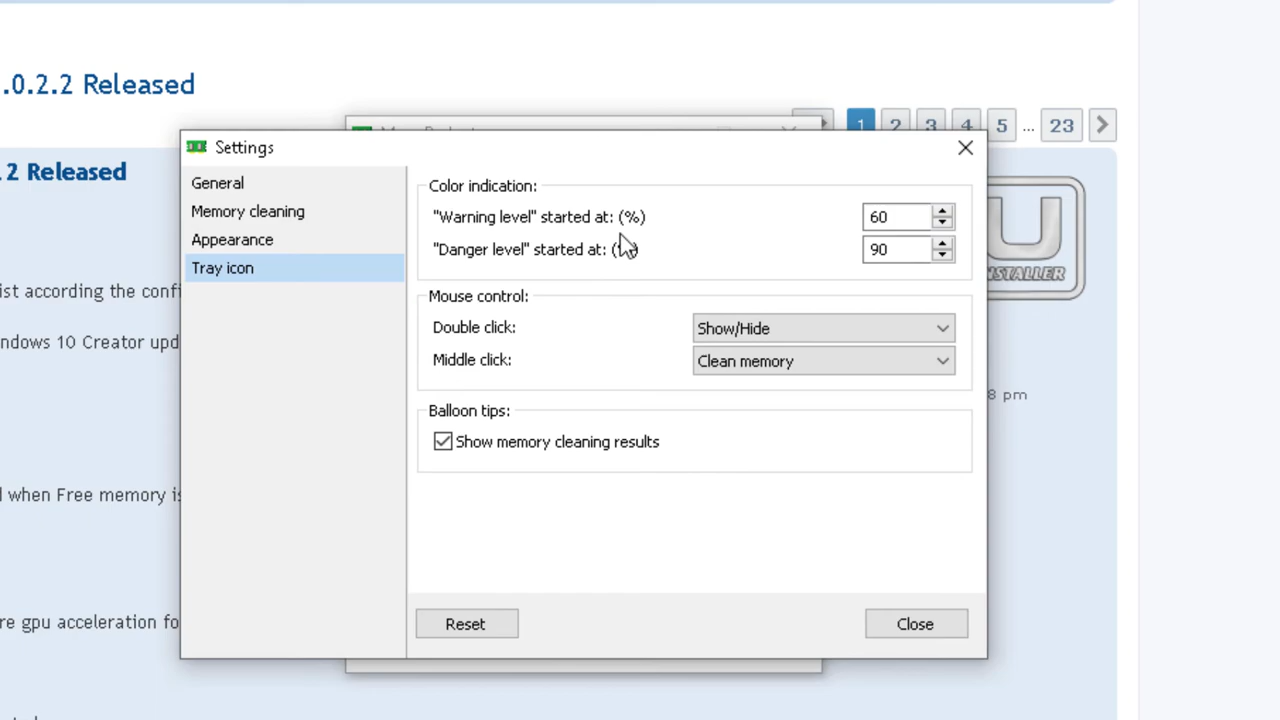 .0.2.2 Released
1 2 3 4 5 ... 23
2 Released
Settings
General
Memory cleaning
Appearance
Tray icon
Color indication:
"Warning level" started at: (%)
60
"Danger level" started at:
90
Mouse control:
Double click:
Show/Hide
Middle click:
Clean memory
Balloon tips:
Show memory cleaning results
Reset
Close
U
INSTALLER
ist according the confi
ndows 10 Creator upd
8 pm
when Free memory is
re gpu acceleration fo